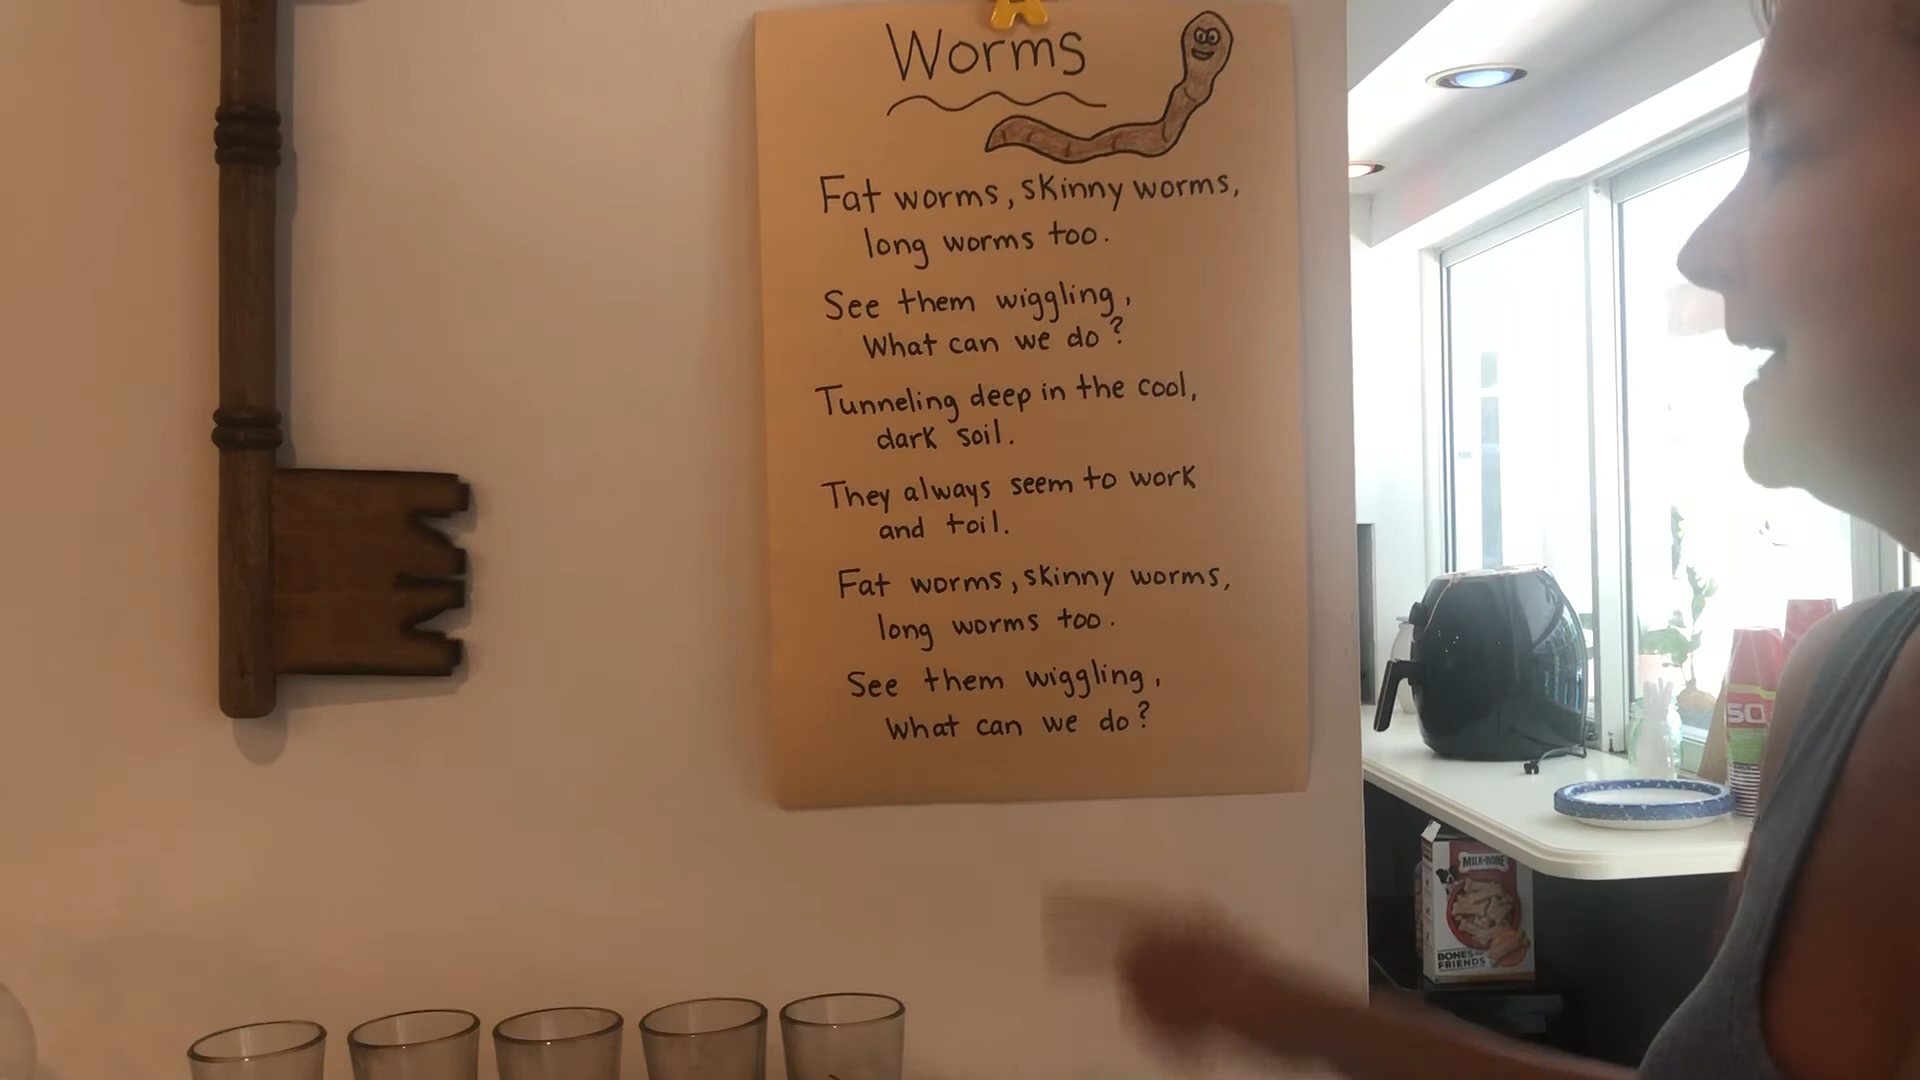 Worms
Fat worms, skinny worms,
long worms too.
See them wiggling,
What can we do?
Tunneling deep in the cool,
dark soil.
They always seem to work
and toil.
Fat worms, skinny worms,
long worms too.
See them wiggling,
What can we do?
SO
MILK-BONE
BONES
FRIENDS